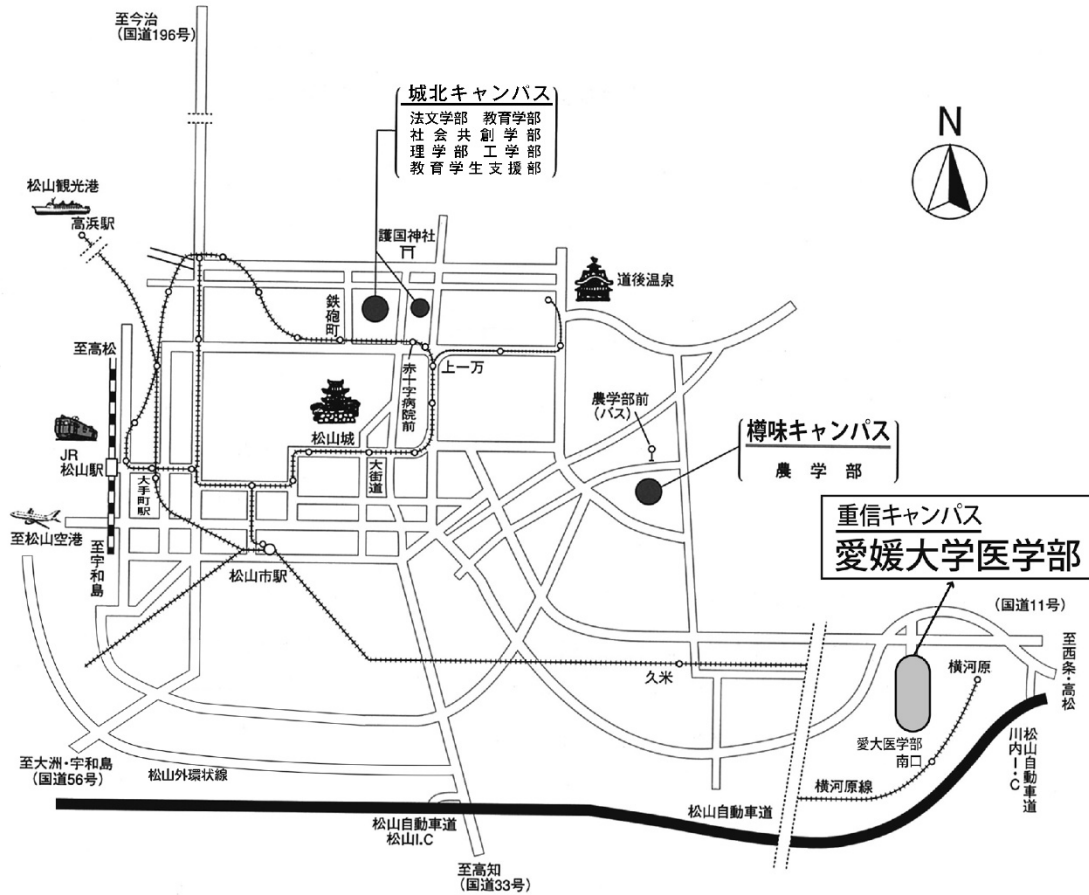 至今治
(国道196号)
城北キャンパス
法文学部 教育学部
社会共創学部
理学部 工学部
教育学生支援部
N
松山観光港
高浜駅
護国神社
道後温泉
鉄砲町
至高松
赤十字病院前
上一万
農学部前
(バス)
樽味キャンパス
農学部
松山城
JR
松山駅
大街道
大手町駅
至松山空港
至宇和島
松山市駅
重信キャンパス
愛媛大学医学部
(国道11号)
至西条・高松
久米
横河原
愛大医学部
南口
至大洲・宇和島
(国道56号)
松山外環状線
横河原線
松山自動車道
川内I・C
松山自動車道
松山自動車道
松山I.C
至高知
(国道33号)